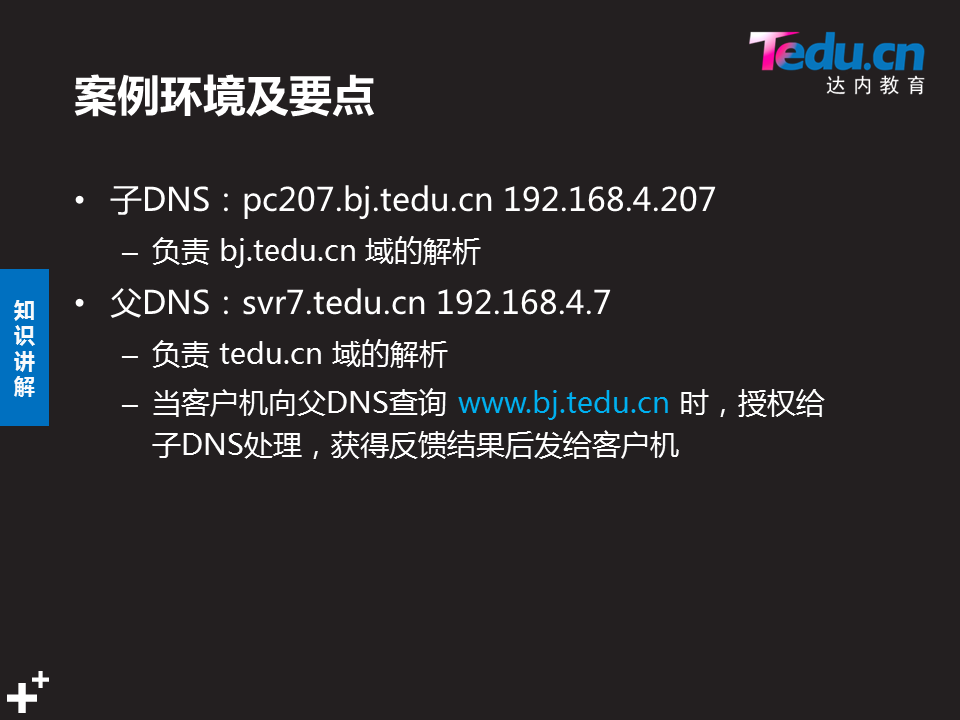 Tedu.cn
达内教育
案例环境及要点
• 子DNS：pc207.bj.tedu.cn 192.168.4.207
– 负责 bj.tedu.cn 域的解析
• 父DNS：svr7.tedu.cn 192.168.4.7
– 负责 tedu.cn 域的解析
– 当客户机向父DNS查询 www.bj.tedu.cn 时，授权给
子DNS处理，获得反馈结果后发给客户机
知
识
讲
解